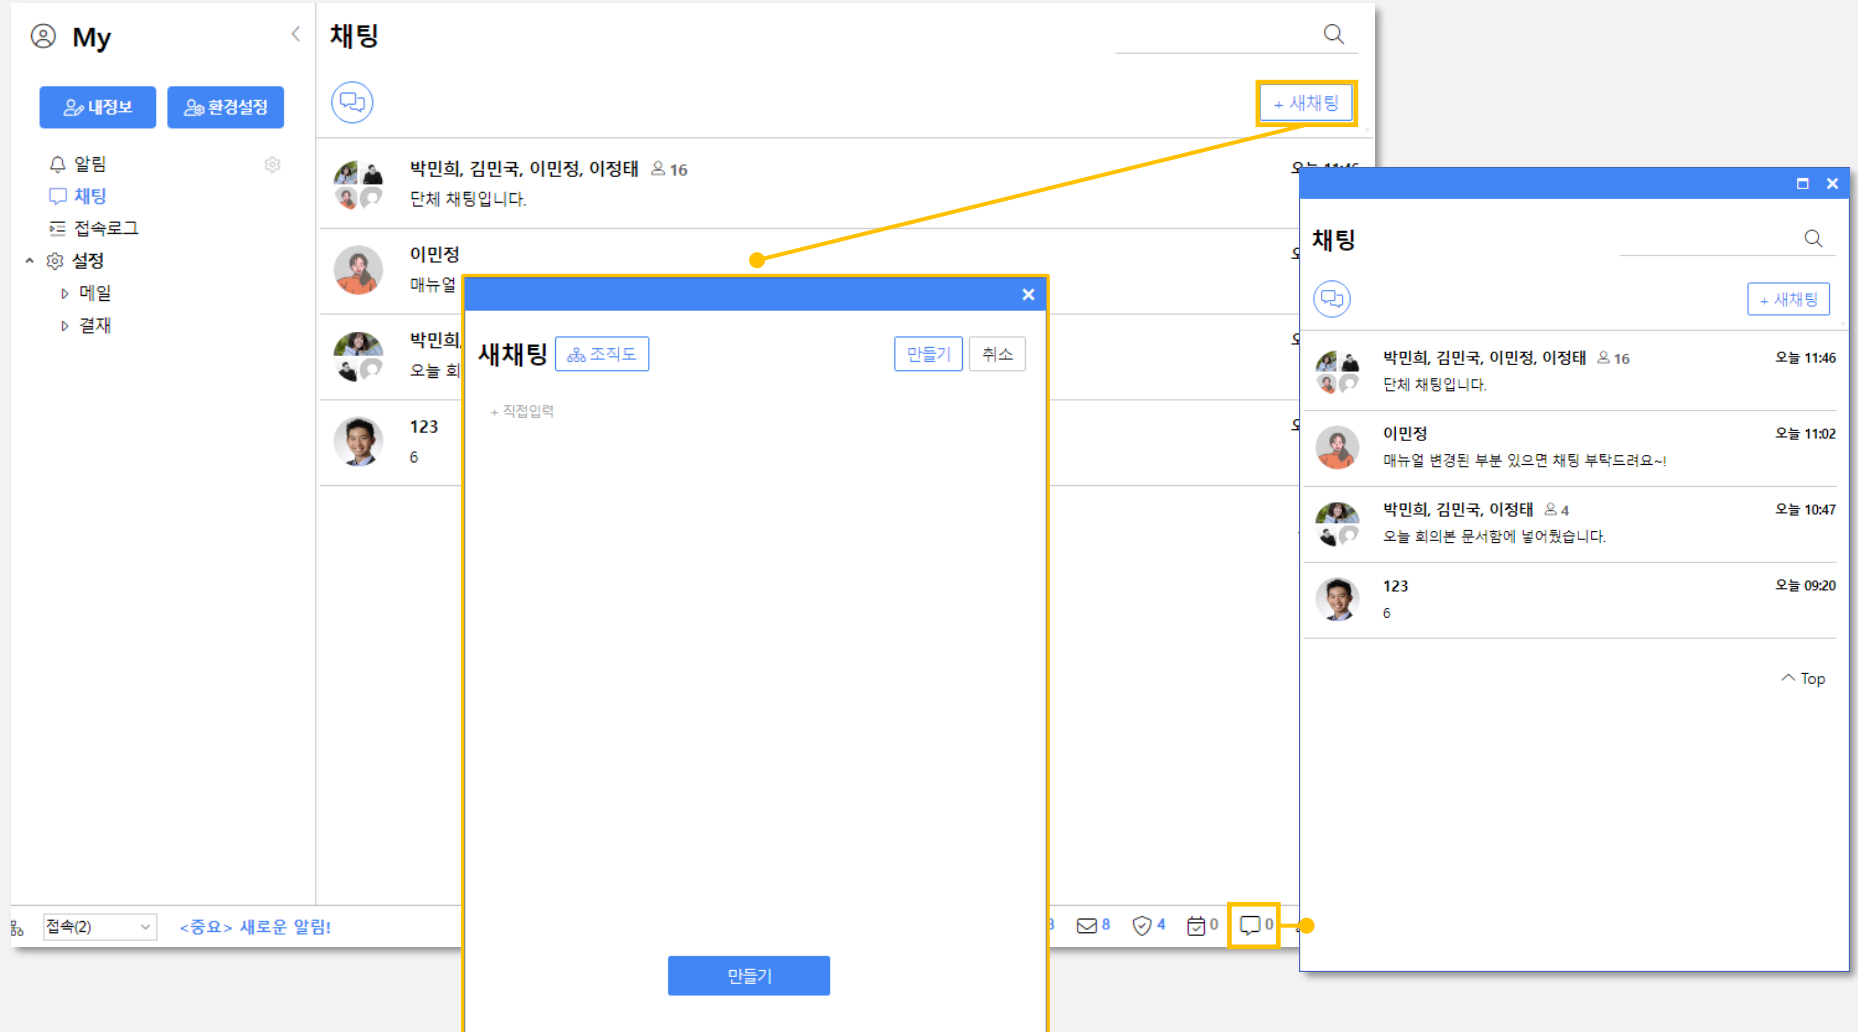 My
내정보
환경설정
알림
채팅
접속로그
설정
메일
결재
채팅
+ 새채팅
박민희, 김민국, 이민정, 이정태 16
단체 채팅입니다.
이민정
매뉴얼
박민희,
오늘 회
123
6
새채팅
조직도
만들기
취소
+ 직접입력
만들기
접속(2)
<중요> 새로운 알림!
8
4
0
0
채팅
+ 새채팅
박민희, 김민국, 이민정, 이정태 16
오늘 11:46
단체 채팅입니다.
이민정
오늘 11:02
매뉴얼 변경된 부분 있으면 채팅 부탁드려요~!
박민희, 김민국, 이정태 4
오늘 10:47
오늘 회의본 문서함에 넣어뒀습니다.
123
오늘 09:20
6
Top